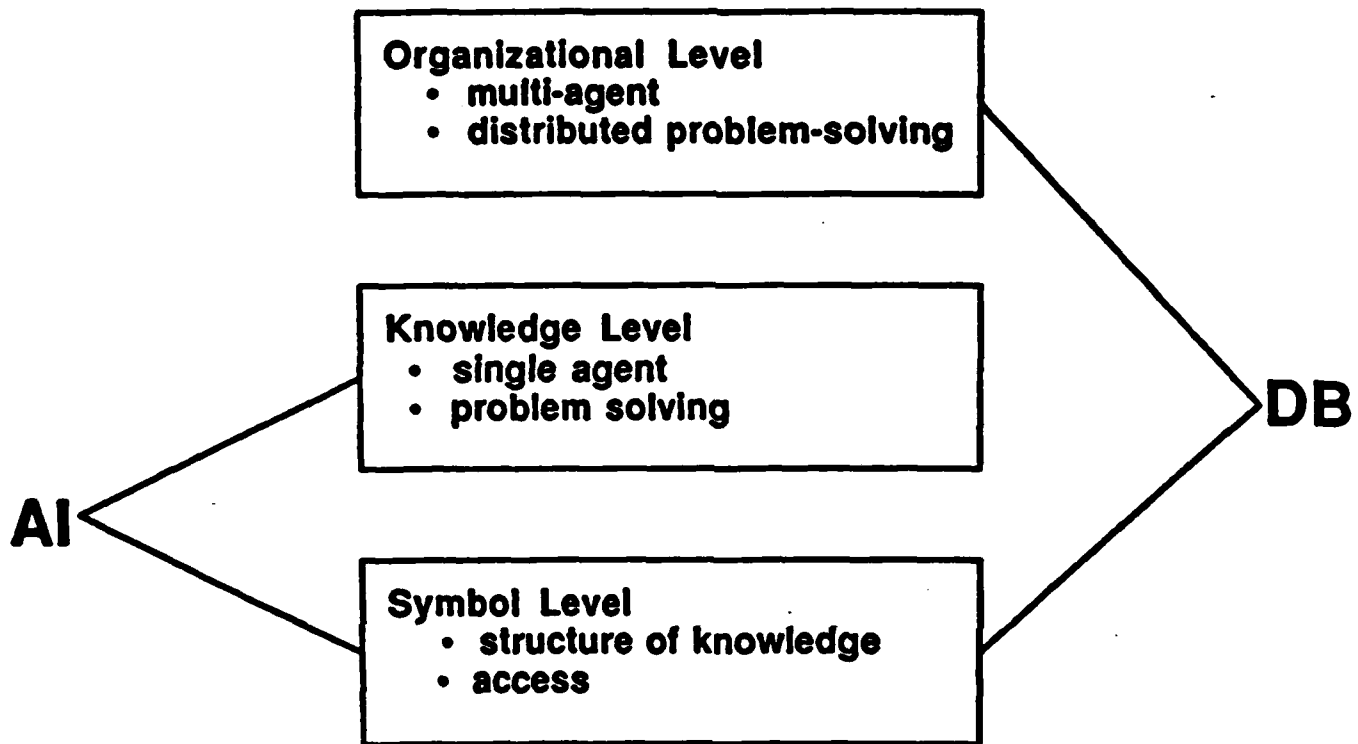 Organizational Level
• multi-agent
• distributed problem-solving
Knowledge Level
• single agent
• problem solving
DB
AI
Symbol Level
• structure of knowledge
• access